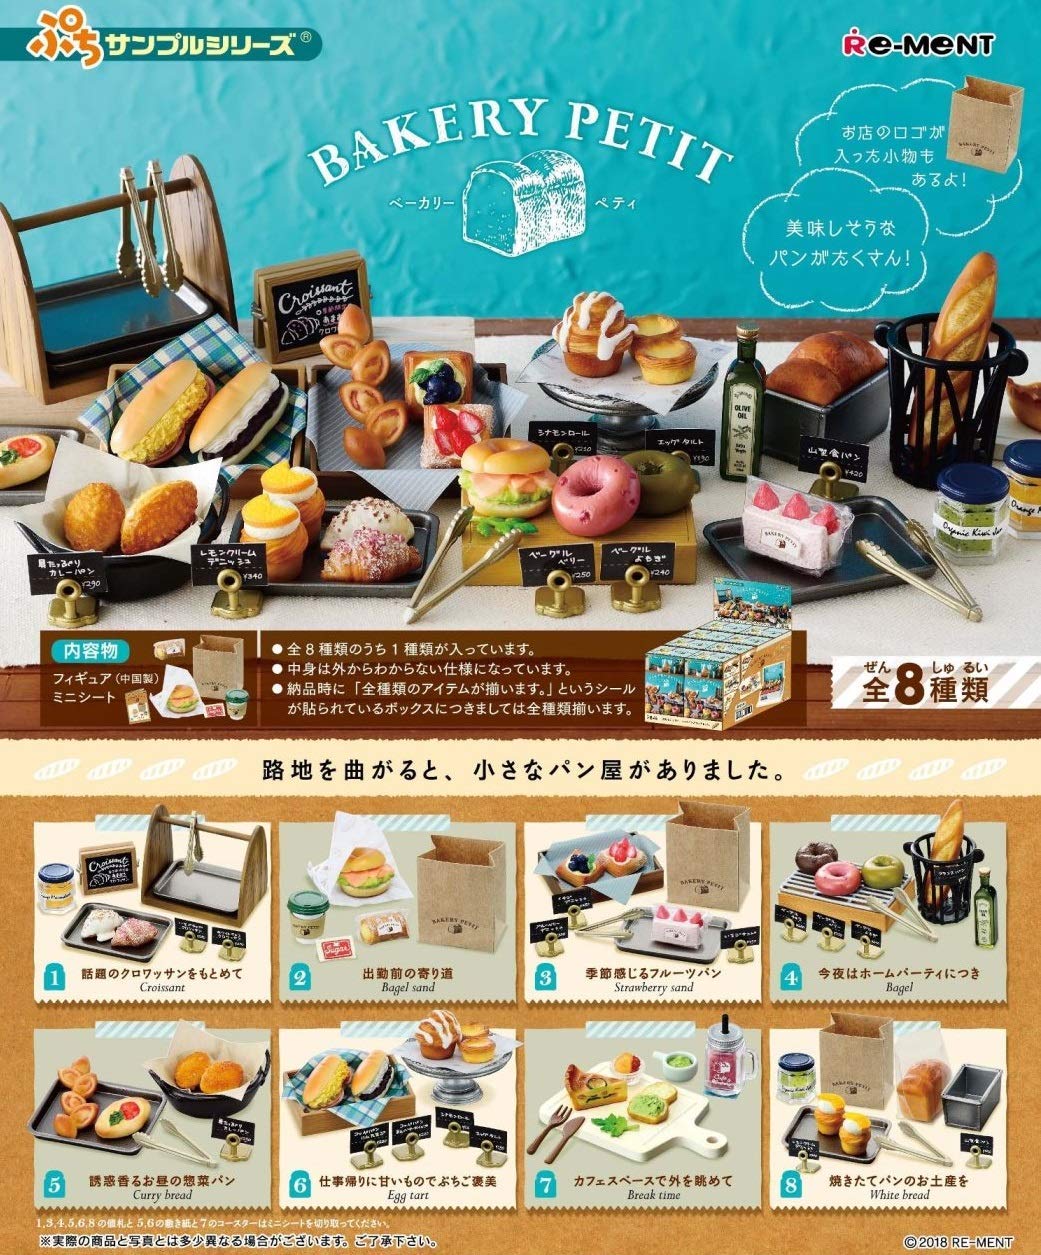 ぷちサンプルシリーズ®
Re-MeNT
BAKERY PETIT
ベーカリー ペティ
お店のロゴが
入った小物も
あるよ!
BAKERY PETIT
美味しそうな
パンがたくさん!
Croissant
OLIVE OIL
シナモンロール
¥210
エッグタルト
¥190
山型食パン
¥420
Organic Kiwi Jam
具たっぷり
カレーパン
¥290
レモンクリーム
デニッシュ
¥340
ベーグル
ベリー
¥250
ベーグル
よもぎ
¥240
内容物
フィギュア(中国製)
ミニシート
●全8種類のうち1種類が入っています。
●中身は外からわからない仕様になっています。
●納品時に「全種類のアイテムが揃います。」というシール
が貼られているボックスにつきましては全種類揃います。
ぜん しゅるい
全8種類
路地を曲がると、小さなパン屋がありました。
Croissant
1 話題のクロワッサンをもとめて
Croissant
BAKERY PETIT
Sugar
2 出勤前の寄り道
Bagel sand
BAKERY PETIT
3 季節感じるフルーツパン
Strawberry sand
4 今夜はホームパーティにつき
Bagel
5 誘惑香るお昼の惣菜パン
Curry bread
6 仕事帰りに甘いものでぷちご褒美
Egg tart
7 カフェスペースで外を眺めて
Break time
BAKERY PETIT
8 焼きたてパンのお土産を
White bread
1,3,4,5,6,8の値札と5,6の敷き紙と7のコースターはミニシートを切り取ってください。
※実際の商品と写真とは多少異なる場合がございます。ご了承下さい。
©2018 RE-MENT